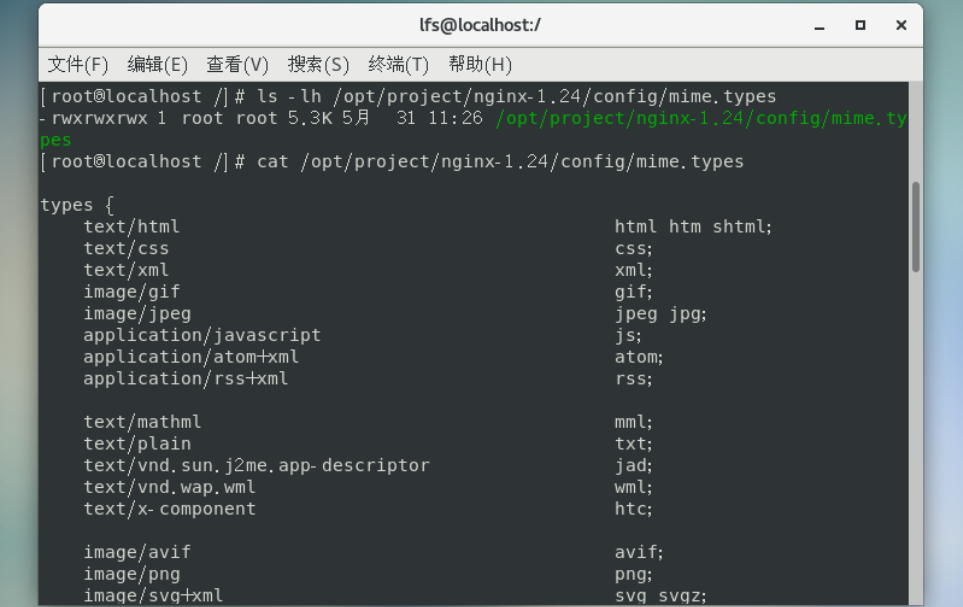 lfs@localhost:/
文件(F) 编辑(E) 查看(V) 搜索(S) 终端(T) 帮助(H)
[root@localhost /]# ls -lh /opt/project/nginx-1.24/config/mime.types
-rwxrwxrwx 1 root root 5.3K 5月  31 11:26 /opt/project/nginx-1.24/config/mime.ty
pes
[root@localhost /]# cat /opt/project/nginx-1.24/config/mime.types
types {
text/html html htm shtml;
text/css css;
text/xml xml;
image/gif gif;
image/jpeg jpeg jpg;
application/javascript js;
application/atom+xml atom;
application/rss+xml rss;
text/mathml mml;
text/plain txt;
text/vnd.sun.j2me.app-descriptor jad;
text/vnd.wap.wml wml;
text/x-component htc;
image/avif avif;
image/png png;
image/svg+xml svg svgz;